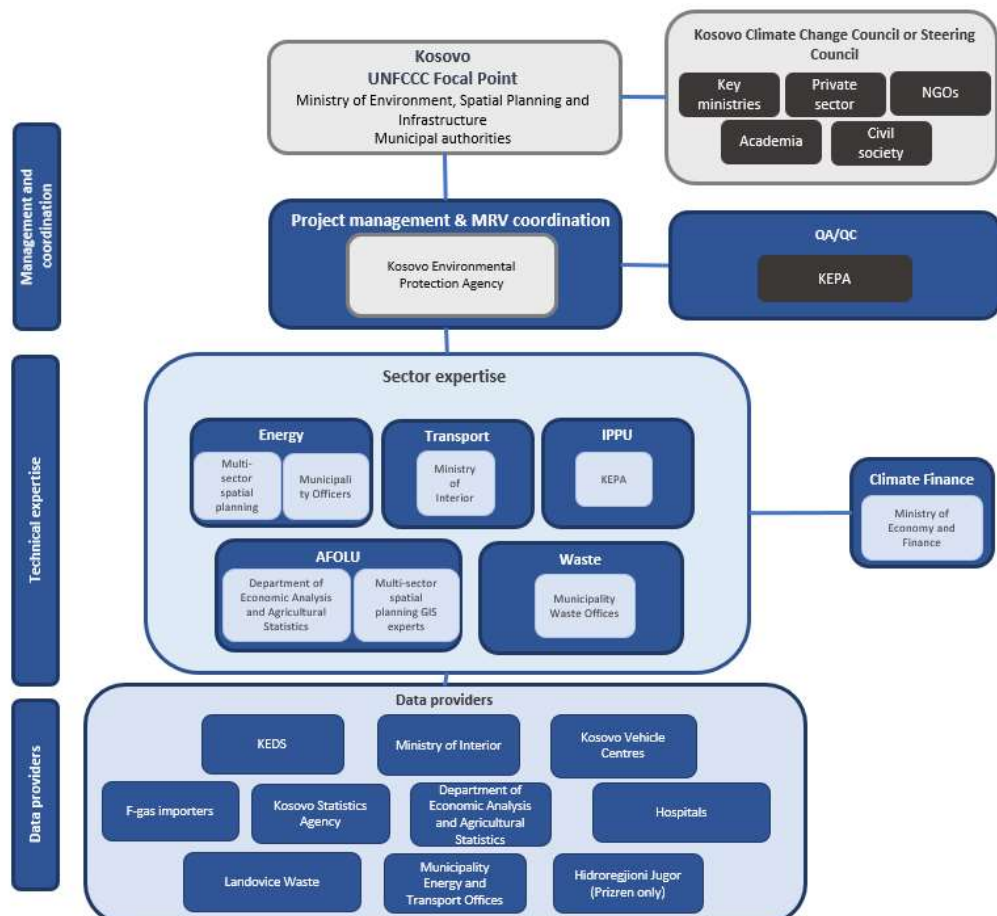 Kosovo
UNFCCC Focal Point
Ministry of Environment, Spatial Planning and
Infrastructure
Municipal authorities
Kosovo Climate Change Council or Steering
Council
Key
ministries
Private
sector
NGOs
Academia
Civil
society
Management and
coordination
Project management & MRV coordination
Kosovo Environmental
Protection Agency
QA/QC
KEPA
Technical expertise
Sector expertise
Energy
Multi-
sector
spatial
planning
Municipali
ty Officers
Transport
Ministry
of
Interior
IPPU
KEPA
AFOLU
Department of
Economic Analysis
and Agricultural
Statistics
Multi-sector
spatial
planning GIS
experts
Waste
Municipality
Waste Offices
Climate Finance
Ministry of
Economy and
Finance
Data providers
Data providers
KEDS
Ministry of Interior
Kosovo Vehicle
Centres
F-gas importers
Kosovo Statistics
Agency
Department of
Economic Analysis
and Agricultural
Statistics
Hospitals
Landovice Waste
Municipality
Energy and
Transport Offices
Hidroregjioni Jugor
(Prizren only)